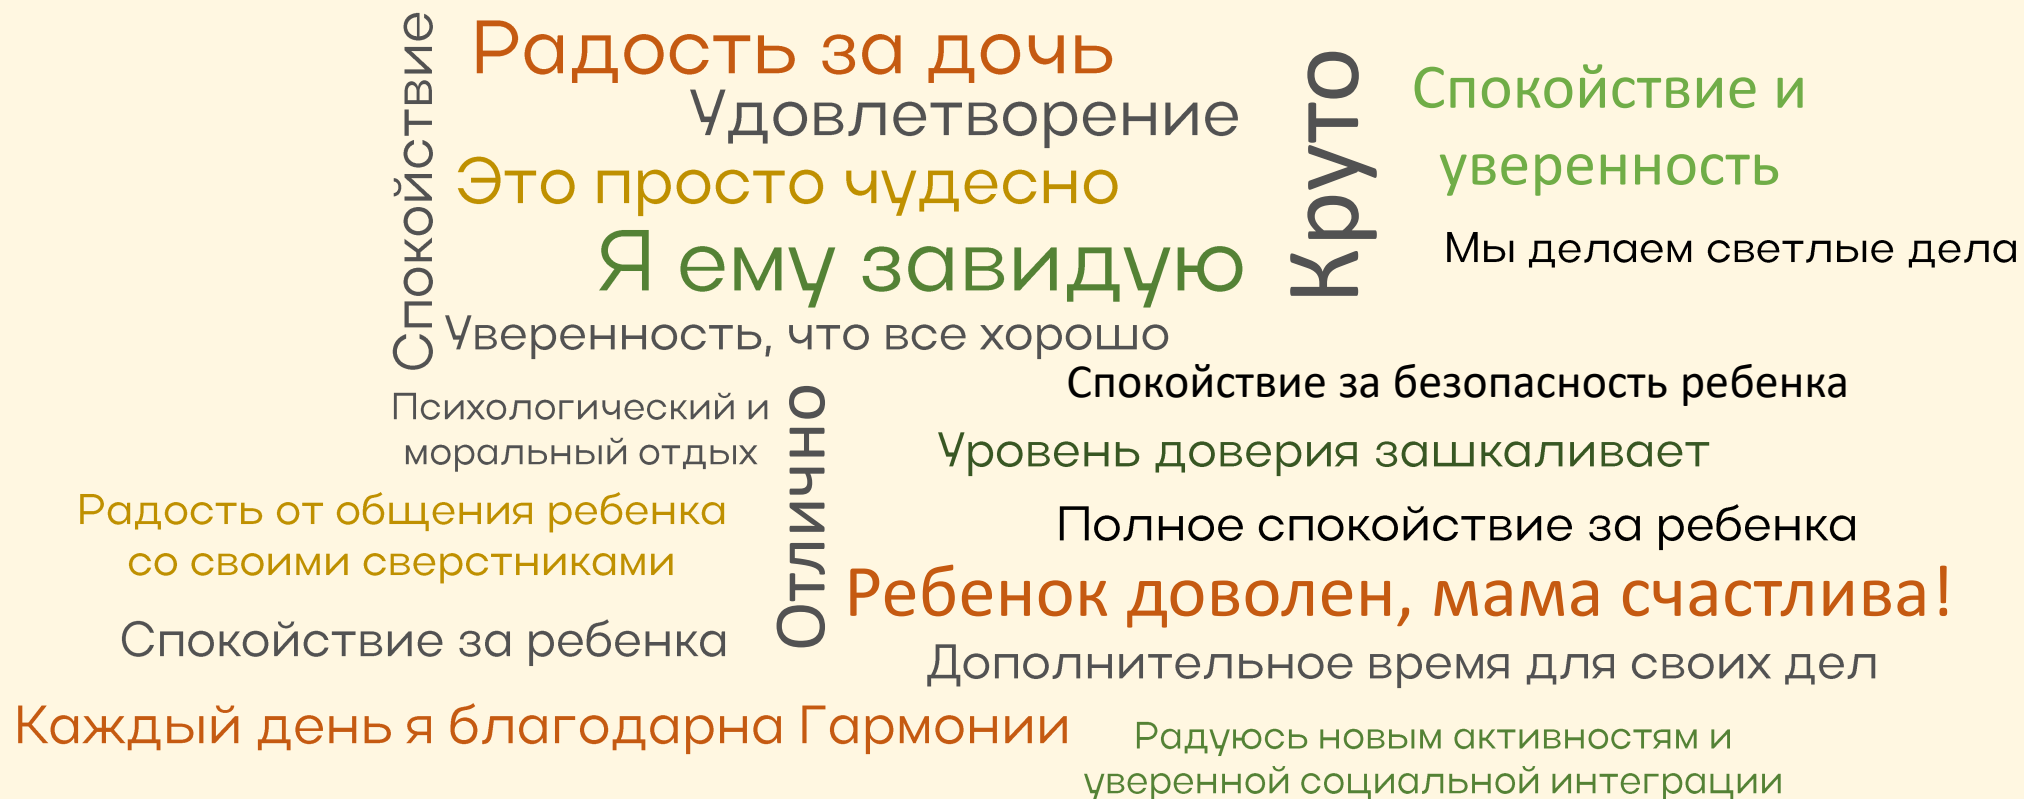 Спокойствие
Радость за дочь
Удовлетворение
Это просто чудесно
Я ему завидую
Уверенность, что все хорошо
Круто
Спокойствие и
уверенность
Мы делаем светлые дела
Психологический и
моральный отдых
Отлично
Спокойствие за безопасность ребенка
Уровень доверия зашкаливает
Радость от общения ребенка
со своими сверстниками
Полное спокойствие за ребенка
Ребенок доволен, мама счастлива!
Спокойствие за ребенка
Дополнительное время для своих дел
Каждый день я благодарна Гармонии
Радуюсь новым активностям и
уверенной социальной интеграции